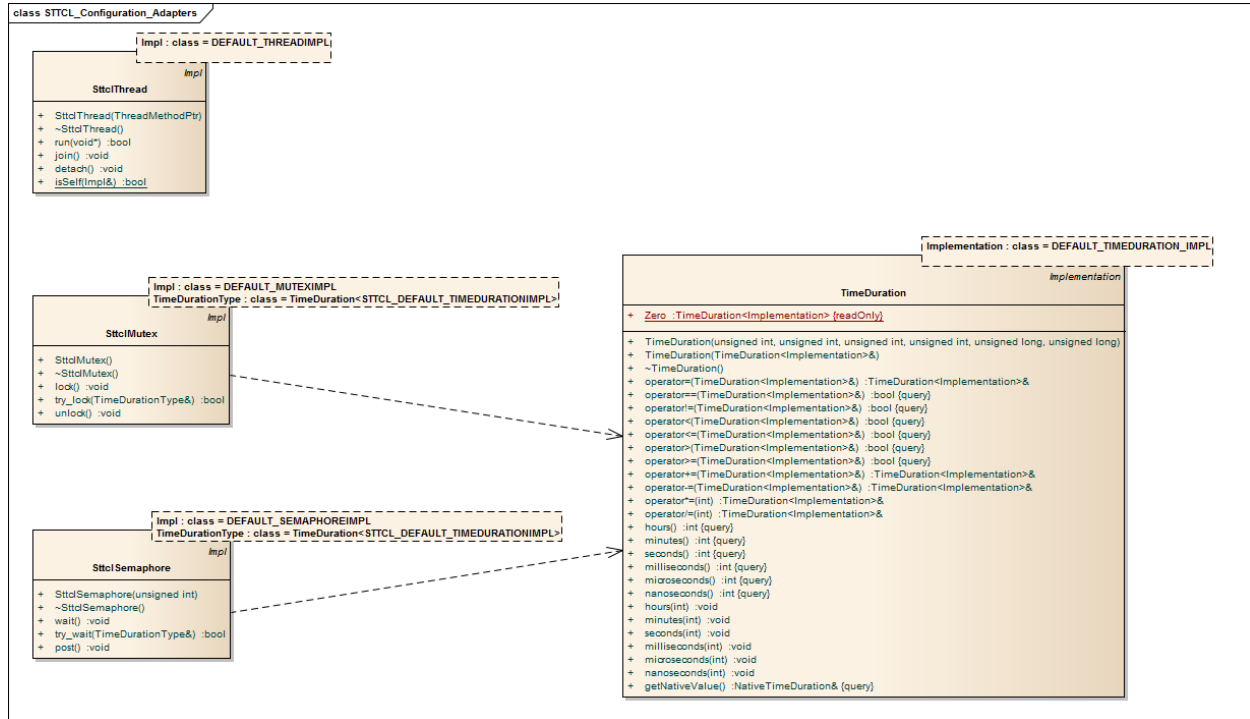 class STTCL_Configuration_Adapters
Impl : class = DEFAULT_THREADIMPL
Impl
SttclThread
+ SttclThread(ThreadMethodPtr)
+ ~SttclThread()
+ run(void*) :bool
+ join() :void
+ detach() :void
+ isSelf(Impl&) :bool
Implementation : class = DEFAULT_TIMEDURATION_IMPL
Implementation
TimeDuration
+ Zero :TimeDuration<Implementation> {readOnly}
+ TimeDuration(unsigned int, unsigned int, unsigned int, unsigned int, unsigned long, unsigned long)
+ TimeDuration(TimeDuration<Implementation>&)
+ ~TimeDuration()
+ operator=(TimeDuration<Implementation>&) :TimeDuration<Implementation>&
+ operator==(TimeDuration<Implementation>&) :bool {query}
+ operator!=(TimeDuration<Implementation>&) :bool {query}
+ operator<(TimeDuration<Implementation>&) :bool {query}
+ operator<=(TimeDuration<Implementation>&) :bool {query}
+ operator>(TimeDuration<Implementation>&) :bool {query}
+ operator>=(TimeDuration<Implementation>&) :bool {query}
+ operator+=(TimeDuration<Implementation>&) :TimeDuration<Implementation>&
+ operator-=(TimeDuration<Implementation>&) :TimeDuration<Implementation>&
+ operator*=(int) :TimeDuration<Implementation>&
+ operator/=(int) :TimeDuration<Implementation>&
+ hours() :int {query}
+ minutes() :int {query}
+ seconds() :int {query}
+ milliseconds() :int {query}
+ microseconds() :int {query}
+ nanoseconds() :int {query}
+ hours(int) :void
+ minutes(int) :void
+ seconds(int) :void
+ milliseconds(int) :void
+ microseconds(int) :void
+ nanoseconds(int) :void
+ getNativeValue() :NativeTimeDuration& {query}
Impl : class = DEFAULT_MUTEXIMPL
TimeDurationType : class = TimeDuration<STTCL_DEFAULT_TIMEDURATIONIMPL>
Impl
SttclMutex
+ SttclMutex()
+ ~SttclMutex()
+ lock() :void
+ try_lock(TimeDurationType&) :bool
+ unlock() :void
Impl : class = DEFAULT_SEMAPHOREIMPL
TimeDurationType : class = TimeDuration<STTCL_DEFAULT_TIMEDURATIONIMPL>
Impl
SttclSemaphore
+ SttclSemaphore(unsigned int)
+ ~SttclSemaphore()
+ wait() :void
+ try_wait(TimeDurationType&) :bool
+ post() :void